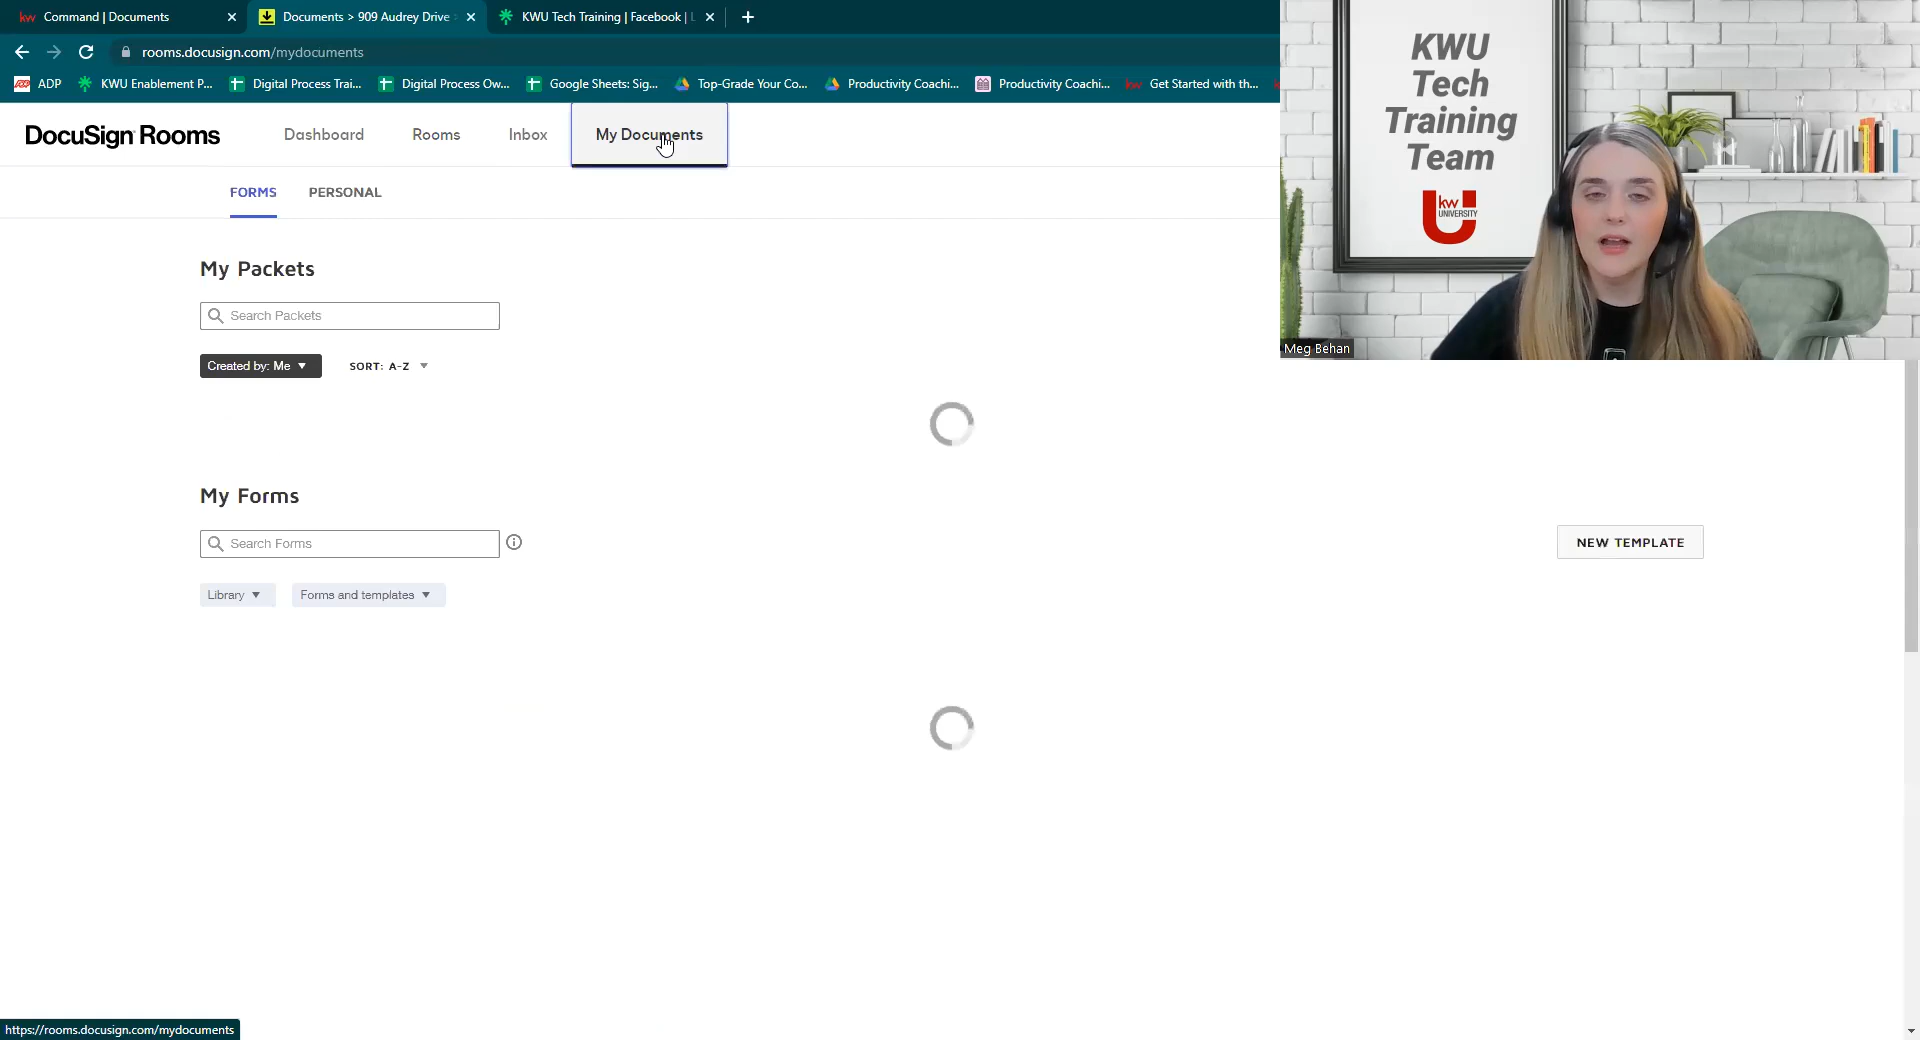 Command | Documents
Documents > 909 Audrey Drive
KWU Tech Training | Facebook |
rooms.docusign.com/mydocuments
ADP
KWU Enablement P...
Digital Process Trai...
Digital Process Ow...
Google Sheets: Sig...
Top-Grade Your Co...
Productivity Coachi...
Productivity Coachi...
kw
Get Started with th...
DocuSign Rooms
Dashboard
Rooms
Inbox
My Documents
FORMS
PERSONAL
My Packets
Search Packets
Created by: Me
SORT: A-Z
My Forms
Search Forms
NEW TEMPLATE
Library
Forms and templates
https://rooms.docusign.com/mydocuments
KWU
Tech
Training
Team
kw
UNIVERSITY
Meg Behan